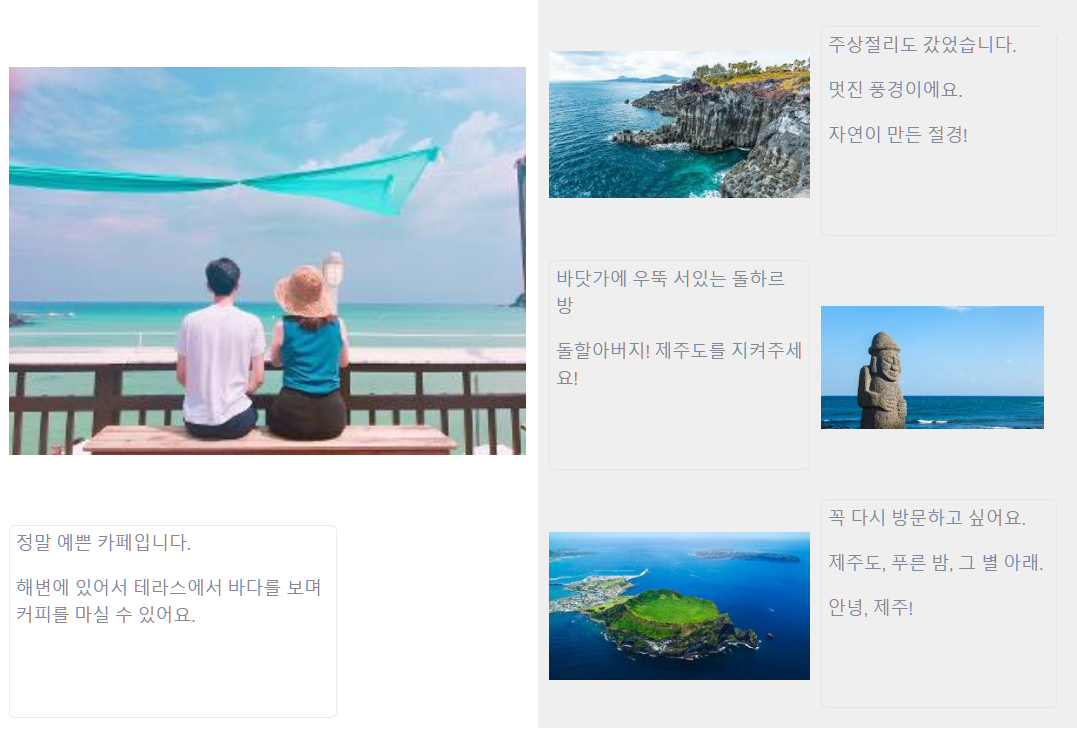 정말 예쁜 카페입니다.
해변에 있어서 테라스에서 바다를 보며
커피를 마실 수 있어요.
주상절리도 갔었습니다.
멋진 풍경이에요.
자연이 만든 절경!
바닷가에 우뚝 서있는 돌하르
방
돌할아버지! 제주도를 지켜주세
요!
꼭 다시 방문하고 싶어요.
제주도, 푸른 밤, 그 별 아래.
안녕, 제주!